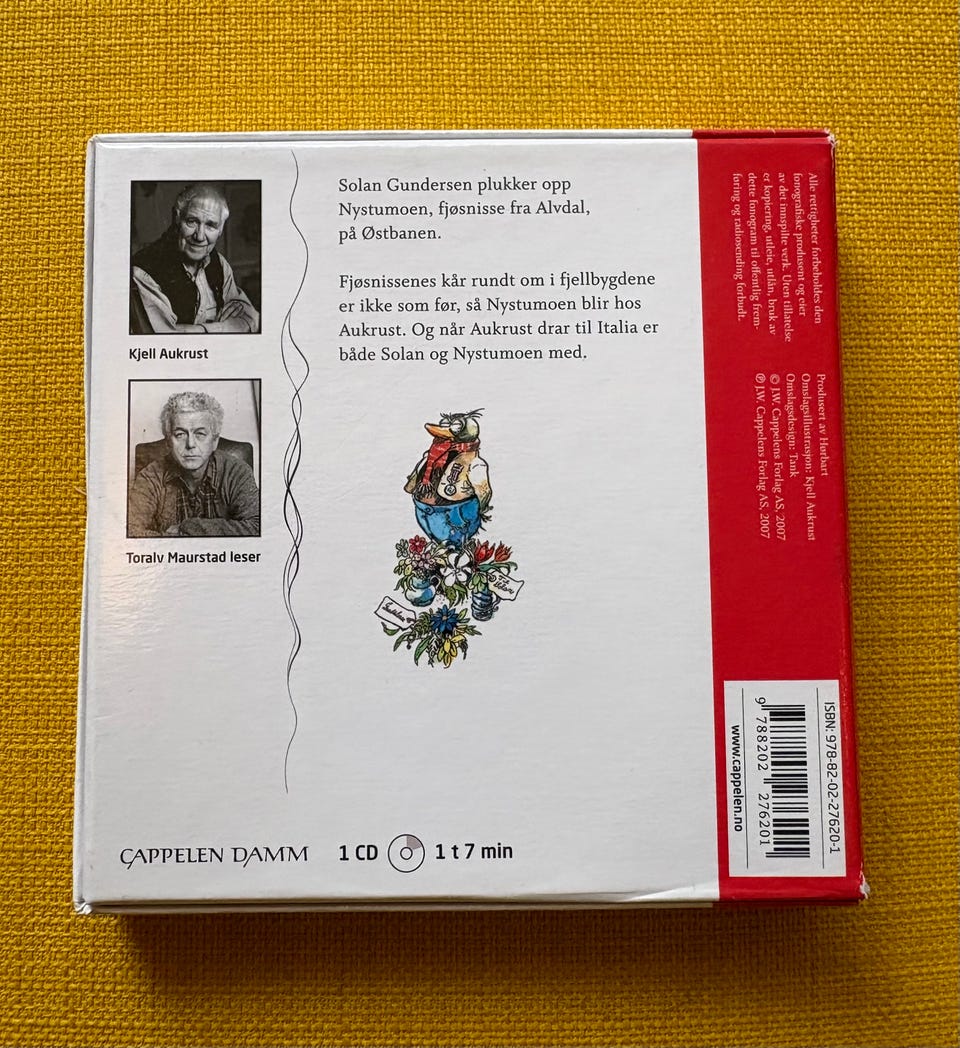 Kjell Aukrust
Toralv Maurstad leser
Solan Gundersen plukker opp
Nystumoen, fjøsnisse fra Alvdal,
på Østbanen.
Fjøsnissenes kår rundt om i fjellbygdene
er ikke som før, så Nystumoen blir hos
Aukrust. Og når Aukrust drar til Italia er
både Solan og Nystumoen med.
CAPPELEN DAMM
1 CD
1 t 7 min
Alle rettigheter forbeholdes den
fonografiske produsent og eier
av det innspilte verk. Uten tillatelse
er kopiering, utleie, utlån, bruk av
dette fonogram til offentlig frem-
føring og radiosending forbudt.
Produsert av Hørbart
Omslagsillustrasjon: Kjell Aukrust
Omslagsdesign: Tank
© J.W. Cappelens Forlag AS, 2007
℗ J.W. Cappelens Forlag AS, 2007
ISBN: 978-82-02-27620-1
9 788202 276201
www.cappelen.no